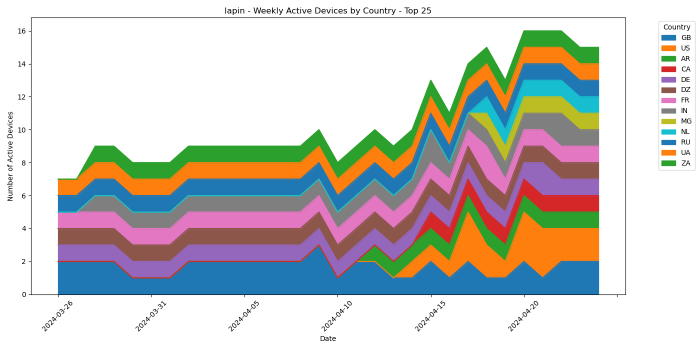 lapin - Weekly Active Devices by Country - Top 25
Number of Active Devices
16
14
12
10
8
6
4
2
0
2024-03-26
2024-03-31
2024-04-05
2024-04-10
2024-04-15
2024-04-20
Date
Country
GB
US
AR
CA
DE
DZ
FR
IN
MG
NL
RU
UA
ZA